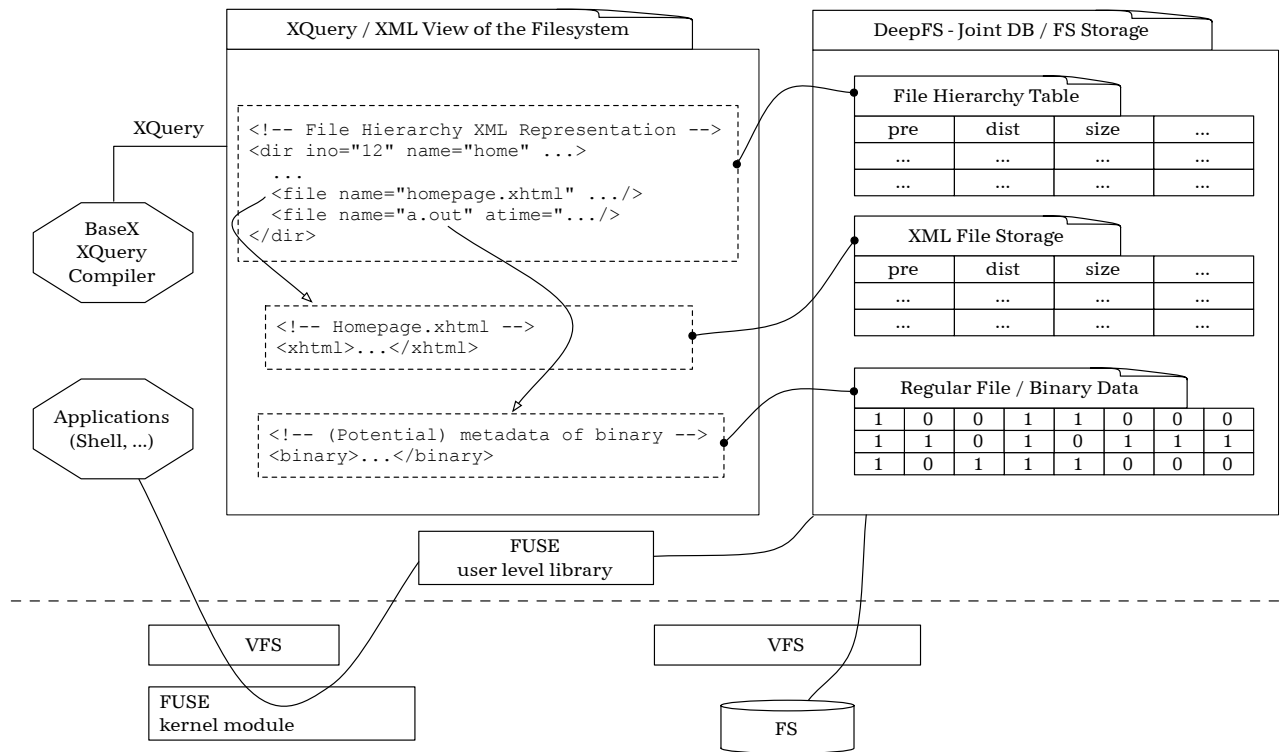 XQuery / XML View of the Filesystem
DeepFS - Joint DB / FS Storage
XQuery
<!-- File Hierarchy XML Representation -->
<dir ino="12" name="home" ...>
...
<file name="homepage.xhtml" .../>
<file name="a.out" atime=".../>
</dir>
<!-- Homepage.xhtml -->
<xhtml>...</xhtml>
<!-- (Potential) metadata of binary -->
<binary>...</binary>
BaseX
XQuery
Compiler
Applications
(Shell, ...)
File Hierarchy Table
pre dist size ...
... ... ... ...
... ... ... ...
XML File Storage
pre dist size ...
... ... ... ...
... ... ... ...
Regular File / Binary Data
1 0 0 1 1 0 0 0
1 1 0 1 0 1 1 1
1 0 1 1 1 0 0 0
FUSE
user level library
VFS
VFS
FUSE
kernel module
FS